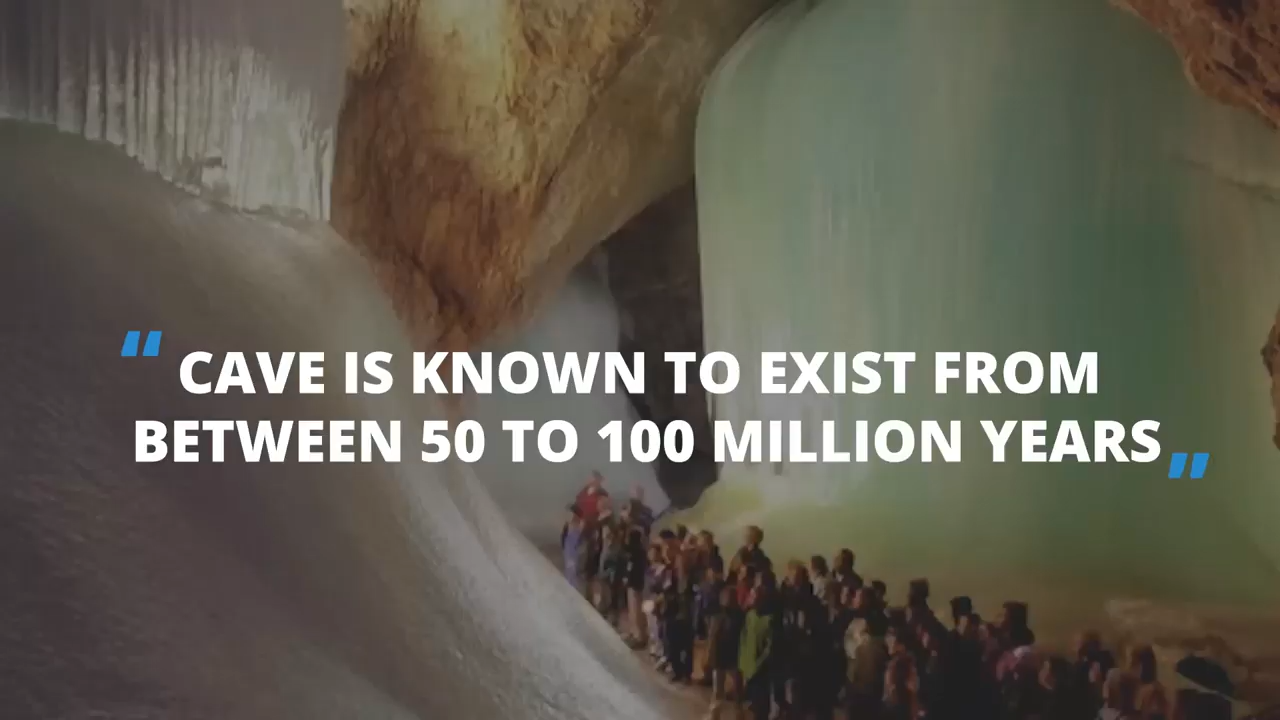 “ CAVE IS KNOWN TO EXIST FROM
BETWEEN 50 TO 100 MILLION YEARS „